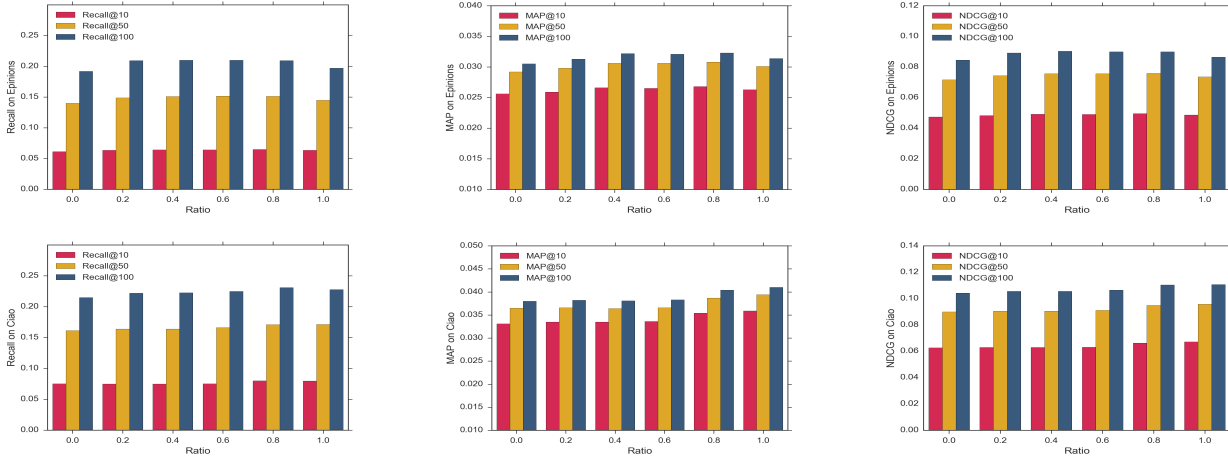 Recall on Epinions
0.25
0.20
0.15
0.10
0.05
0.00
Recall@10
Recall@50
Recall@100
0.0 0.2 0.4 0.6 0.8 1.0
Ratio
MAP on Epinions
0.040
0.035
0.030
0.025
0.020
0.015
0.010
MAP@10
MAP@50
MAP@100
0.0 0.2 0.4 0.6 0.8 1.0
Ratio
NDCG on Epinions
0.12
0.10
0.08
0.06
0.04
0.02
0.00
NDCG@10
NDCG@50
NDCG@100
0.0 0.2 0.4 0.6 0.8 1.0
Ratio
Recall on Ciao
0.25
0.20
0.15
0.10
0.05
0.00
Recall@10
Recall@50
Recall@100
0.0 0.2 0.4 0.6 0.8 1.0
Ratio
MAP on Ciao
0.050
0.045
0.040
0.035
0.030
0.025
0.020
0.015
0.010
MAP@10
MAP@50
MAP@100
0.0 0.2 0.4 0.6 0.8 1.0
Ratio
NDCG on Ciao
0.14
0.12
0.10
0.08
0.06
0.04
0.02
0.00
NDCG@10
NDCG@50
NDCG@100
0.0 0.2 0.4 0.6 0.8 1.0
Ratio